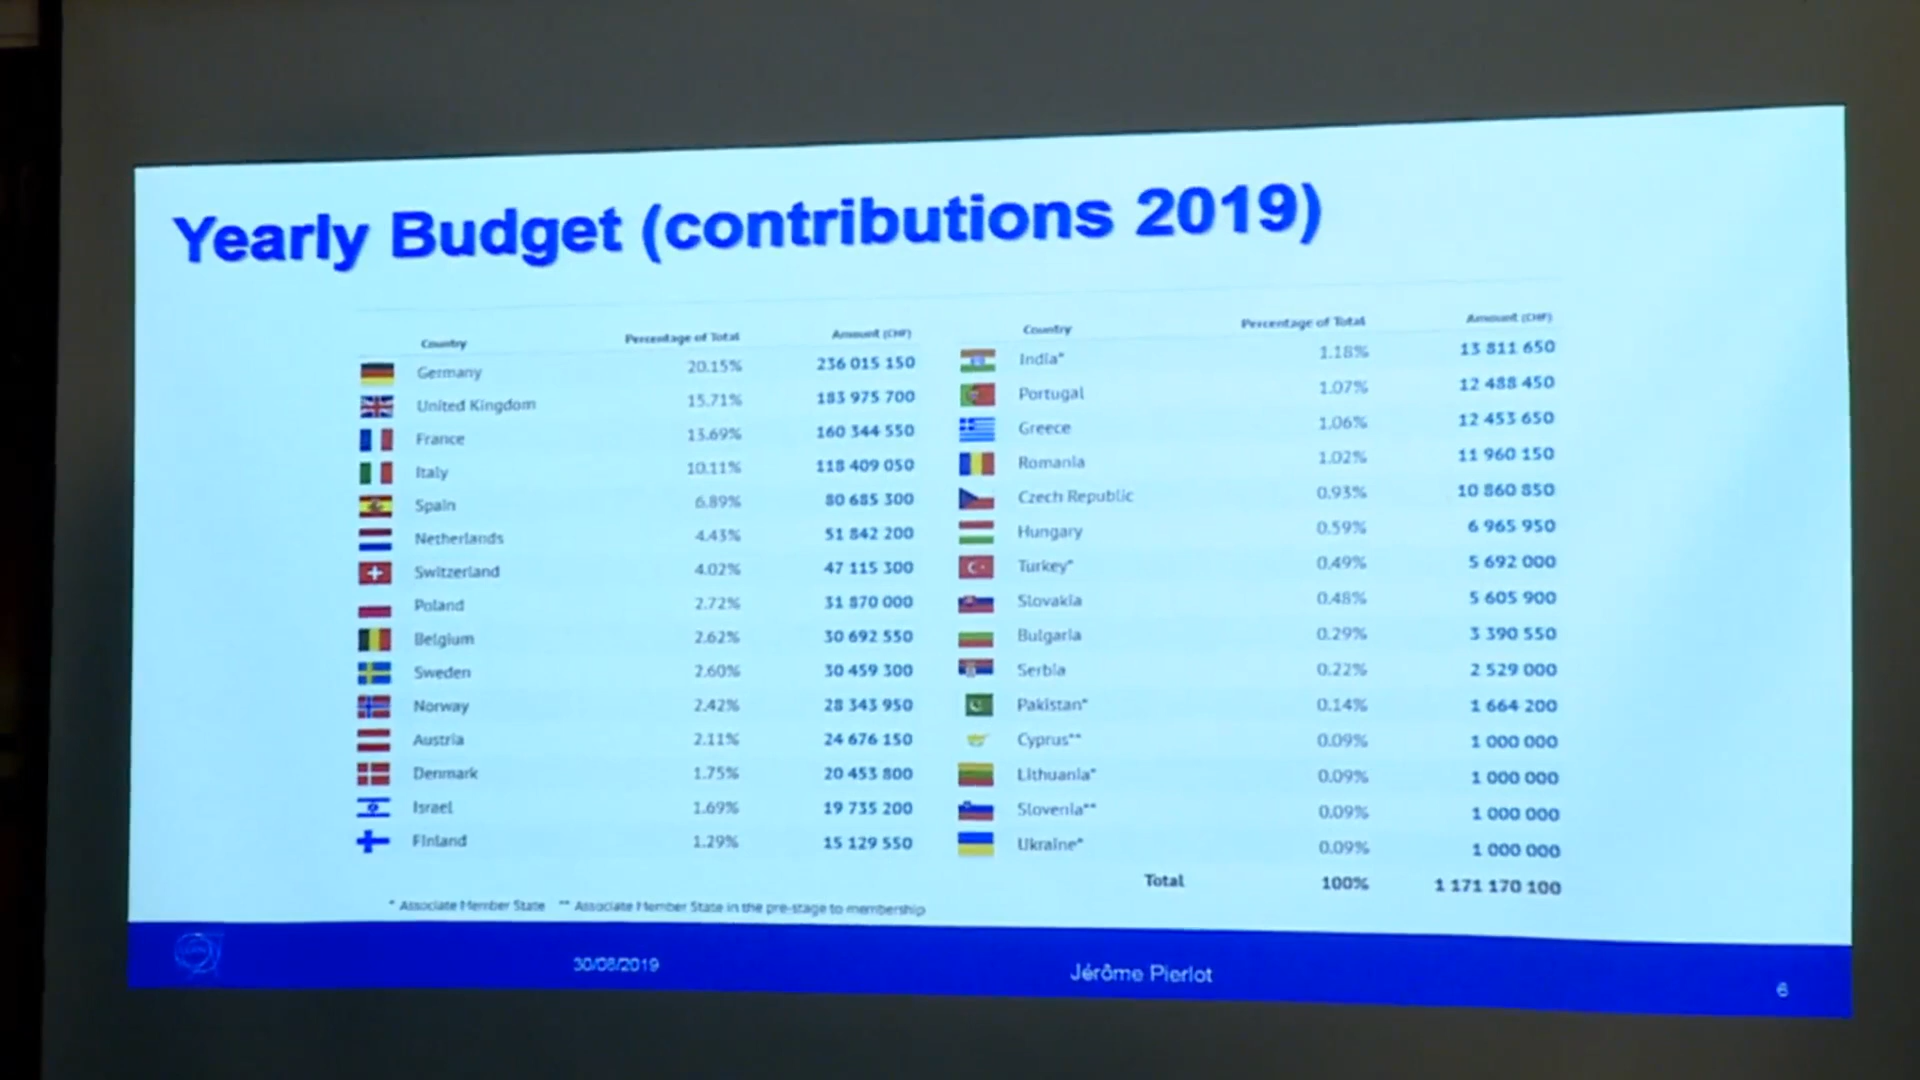 Yearly Budget (contributions 2019)
Country Percentage of Total Amount (CHF)
Germany 20.15% 236 015 150
United Kingdom 15.71% 183 975 700
France 13.69% 160 344 550
Italy 10.11% 118 409 050
Spain 6.89% 80 685 300
Netherlands 4.43% 51 842 200
Switzerland 4.02% 47 115 300
Poland 2.72% 31 870 000
Belgium 2.62% 30 692 550
Sweden 2.60% 30 459 300
Norway 2.42% 28 343 950
Austria 2.11% 24 676 150
Denmark 1.75% 20 453 800
Israel 1.69% 19 735 200
Finland 1.29% 15 129 550
Country Percentage of Total Amount (CHF)
India* 1.18% 13 811 650
Portugal 1.07% 12 488 450
Greece 1.06% 12 453 650
Romania 1.02% 11 960 150
Czech Republic 0.93% 10 860 850
Hungary 0.59% 6 965 950
Turkey* 0.49% 5 692 000
Slovakia 0.48% 5 605 900
Bulgaria 0.29% 3 390 550
Serbia 0.22% 2 529 000
Pakistan* 0.14% 1 664 200
Cyprus** 0.09% 1 000 000
Lithuania* 0.09% 1 000 000
Slovenia** 0.09% 1 000 000
Ukraine* 0.09% 1 000 000
Total 100% 1 171 170 100
* Associate Member State ** Associate Member State in the pre-stage to membership
30/08/2019 Jérôme Pierlot 6